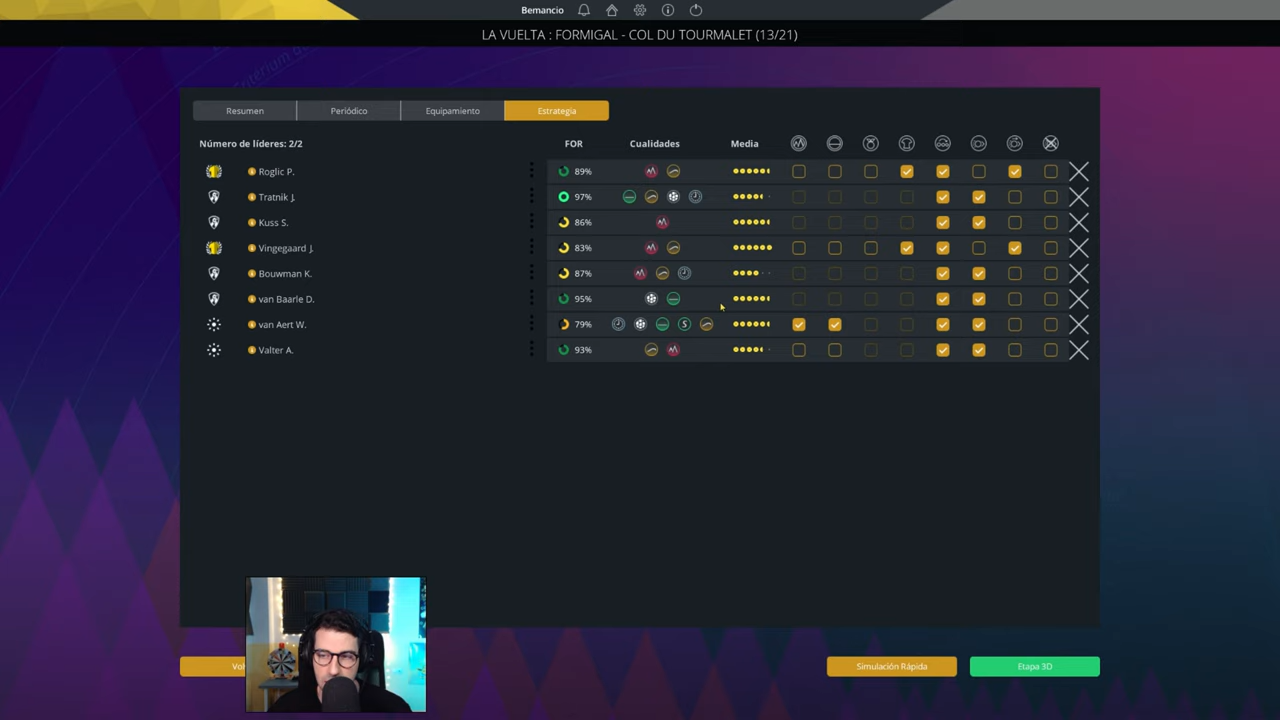 Bemancio
LA VUELTA : FORMIGAL - COL DU TOURMALET (13/21)
Resumen Periódico Equipamiento Estrategia
Número de líderes: 2/2 FOR Cualidades Media
Roglic P. 89%
Tratnik J. 97%
Kuss S. 86%
Vingegaard J. 83%
Bouwman K. 87%
van Baarle D. 95%
van Aert W. 79%
Valter A. 93%
Simulación Rápida Etapa 3D